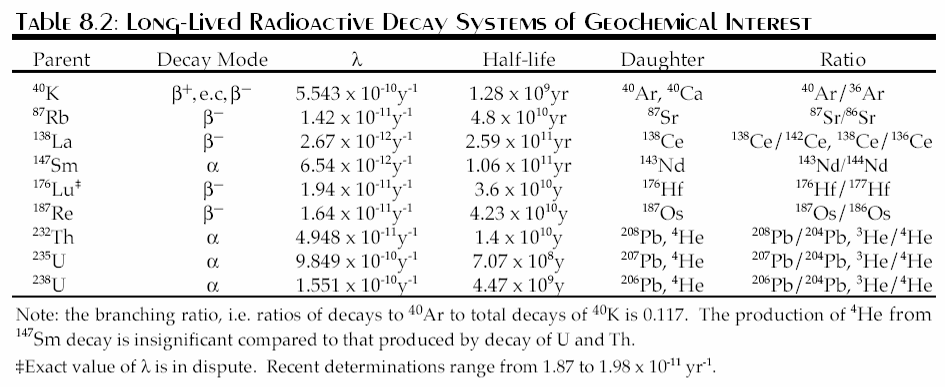 Table 8.2: Long-Lived Radioactive Decay Systems of Geochemical Interest
Parent Decay Mode λ Half-life Daughter Ratio
⁴⁰K β⁺, e.c, β⁻ 5.543 x 10⁻¹⁰y⁻¹ 1.28 x 10⁹yr ⁴⁰Ar, ⁴⁰Ca ⁴⁰Ar/³⁶Ar
⁸⁷Rb β⁻ 1.42 x 10⁻¹¹y⁻¹ 4.8 x 10¹⁰yr ⁸⁷Sr ⁸⁷Sr/⁸⁶Sr
¹³⁸La β⁻ 2.67 x 10⁻¹²y⁻¹ 2.59 x 10¹¹yr ¹³⁸Ce ¹³⁸Ce/¹⁴²Ce, ¹³⁸Ce/¹³⁶Ce
¹⁴⁷Sm α 6.54 x 10⁻¹²y⁻¹ 1.06 x 10¹¹yr ¹⁴³Nd ¹⁴³Nd/¹⁴⁴Nd
¹⁷⁶Lu‡ β⁻ 1.94 x 10⁻¹¹y⁻¹ 3.6 x 10¹⁰y ¹⁷⁶Hf ¹⁷⁶Hf/¹⁷⁷Hf
¹⁸⁷Re β⁻ 1.64 x 10⁻¹¹y⁻¹ 4.23 x 10¹⁰y ¹⁸⁷Os ¹⁸⁷Os/¹⁸⁶Os
²³²Th α 4.948 x 10⁻¹¹y⁻¹ 1.4 x 10¹⁰y ²⁰⁸Pb, ⁴He ²⁰⁸Pb/²⁰⁴Pb, ³He/⁴He
²³⁵U α 9.849 x 10⁻¹⁰y⁻¹ 7.07 x 10⁸y ²⁰⁷Pb, ⁴He ²⁰⁷Pb/²⁰⁴Pb, ³He/⁴He
²³⁸U α 1.551 x 10⁻¹⁰y⁻¹ 4.47 x 10⁹y ²⁰⁶Pb, ⁴He ²⁰⁶Pb/²⁰⁴Pb, ³He/⁴He
Note: the branching ratio, i.e. ratios of decays to ⁴⁰Ar to total decays of ⁴⁰K is 0.117. The production of ⁴He from
¹⁴⁷Sm decay is insignificant compared to that produced by decay of U and Th.
‡Exact value of λ is in dispute. Recent determinations range from 1.87 to 1.98 x 10⁻¹¹ yr⁻¹.